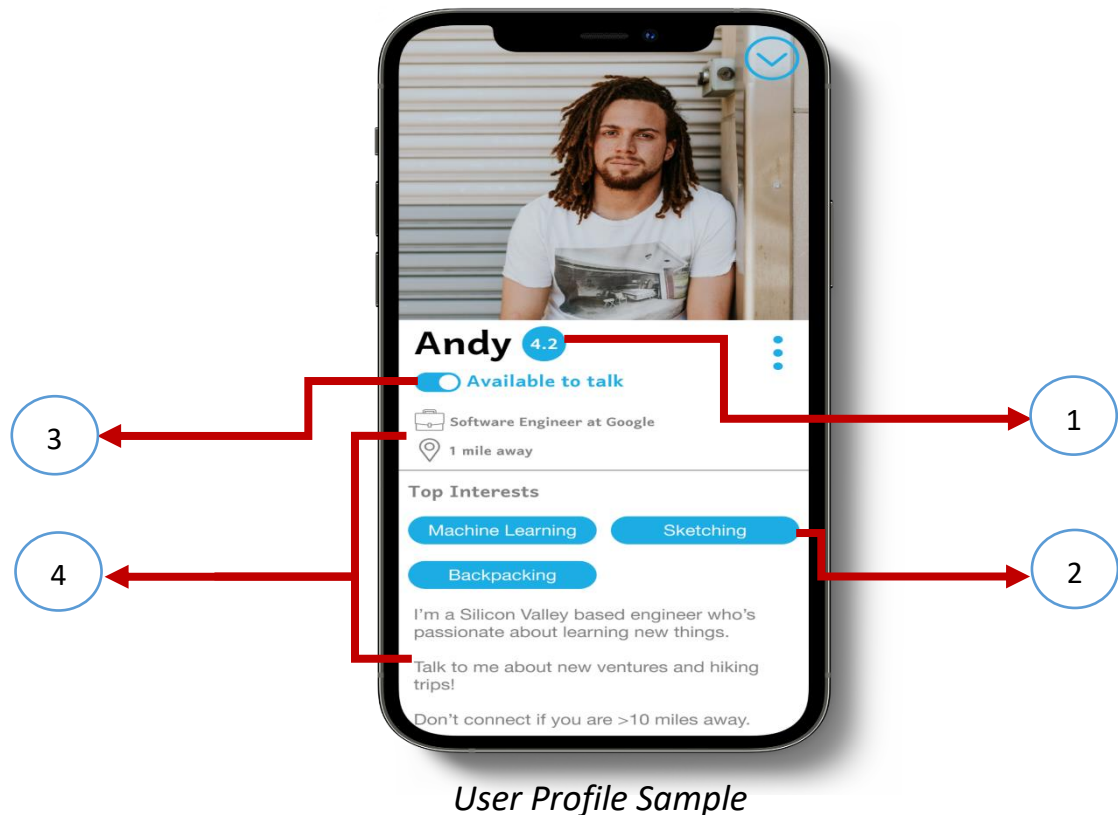 Andy 4.2
Available to talk
3
Software Engineer at Google
1
1 mile away
Top Interests
Machine Learning Sketching
4
Backpacking
2
I'm a Silicon Valley based engineer who's
passionate about learning new things.
Talk to me about new ventures and hiking
trips!
Don't connect if you are >10 miles away.
User Profile Sample